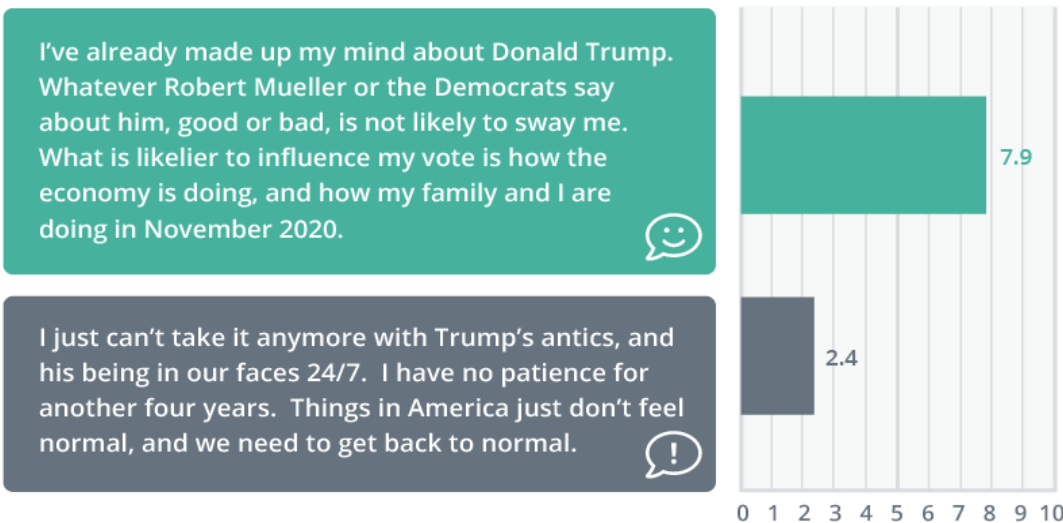 I’ve already made up my mind about Donald Trump.
Whatever Robert Mueller or the Democrats say
about him, good or bad, is not likely to sway me.
What is likelier to influence my vote is how the
economy is doing, and how my family and I are
doing in November 2020.
7.9
I just can’t take it anymore with Trump’s antics, and
his being in our faces 24/7.  I have no patience for
another four years.  Things in America just don’t feel
normal, and we need to get back to normal.
!
2.4
0 1 2 3 4 5 6 7 8 9 10